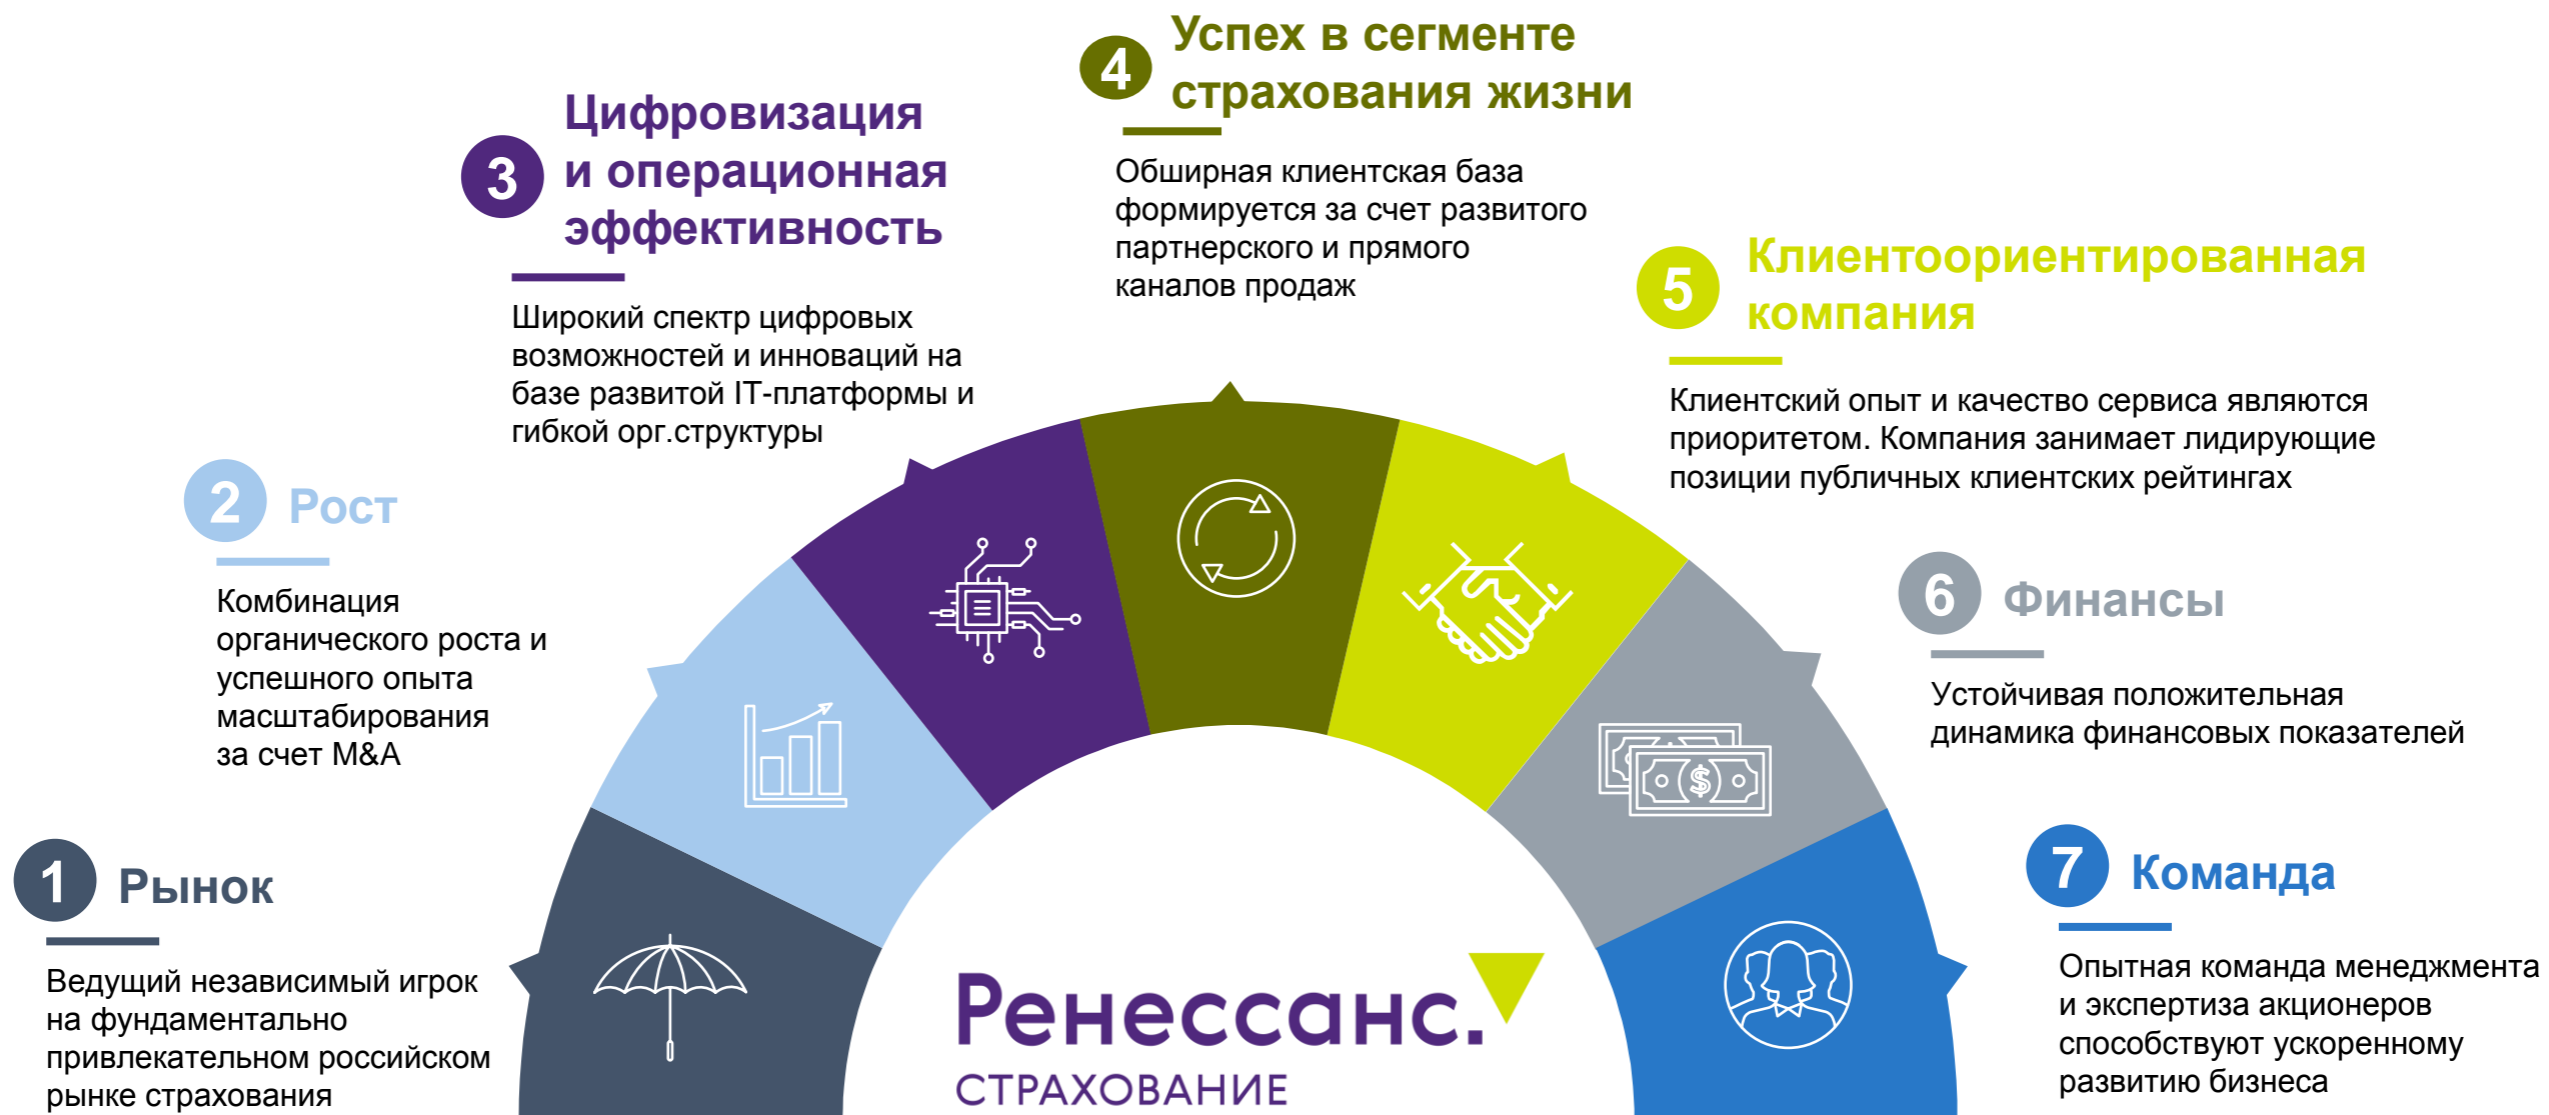 1 Рынок
Ведущий независимый игрок
на фундаментально
привлекательном российском
рынке страхования
2 Рост
Комбинация
органического роста и
успешного опыта
масштабирования
за счет M&A
3 Цифровизация
и операционная
эффективность
Широкий спектр цифровых
возможностей и инноваций на
базе развитой IT-платформы и
гибкой орг.структуры
4 Успех в сегменте
страхования жизни
Обширная клиентская база
формируется за счет развитого
партнерского и прямого
каналов продаж
5 Клиентоориентированная
компания
Клиентский опыт и качество сервиса являются
приоритетом. Компания занимает лидирующие
позиции публичных клиентских рейтингах
6 Финансы
Устойчивая положительная
динамика финансовых показателей
7 Команда
Опытная команда менеджмента
и экспертиза акционеров
способствуют ускоренному
развитию бизнеса
$
Ренессанс.
СТРАХОВАНИЕ